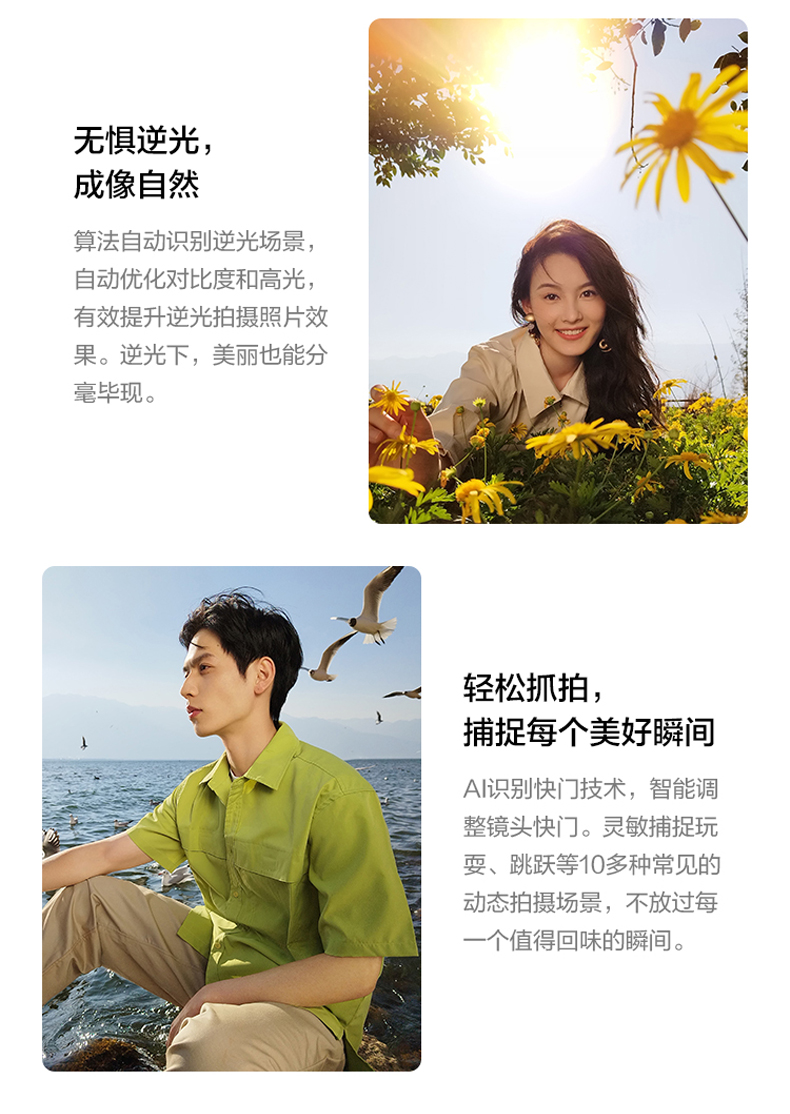 无惧逆光，
成像自然
算法自动识别逆光场景，
自动优化对比度和高光，
有效提升逆光拍摄照片效
果。逆光下，美丽也能分
毫毕现。
轻松抓拍，
捕捉每个美好瞬间
AI识别快门技术，智能调
整镜头快门。灵敏捕捉玩
耍、跳跃等10多种常见的
动态拍摄场景，不放过每
一个值得回味的瞬间。